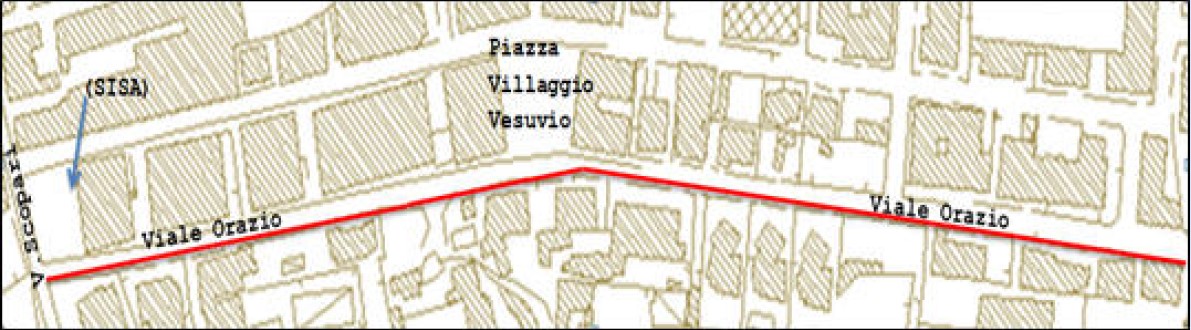 Piazza
Villaggio
Vesuvio
(SISA)
V.Scopari
Viale Orazio
Viale Orazio